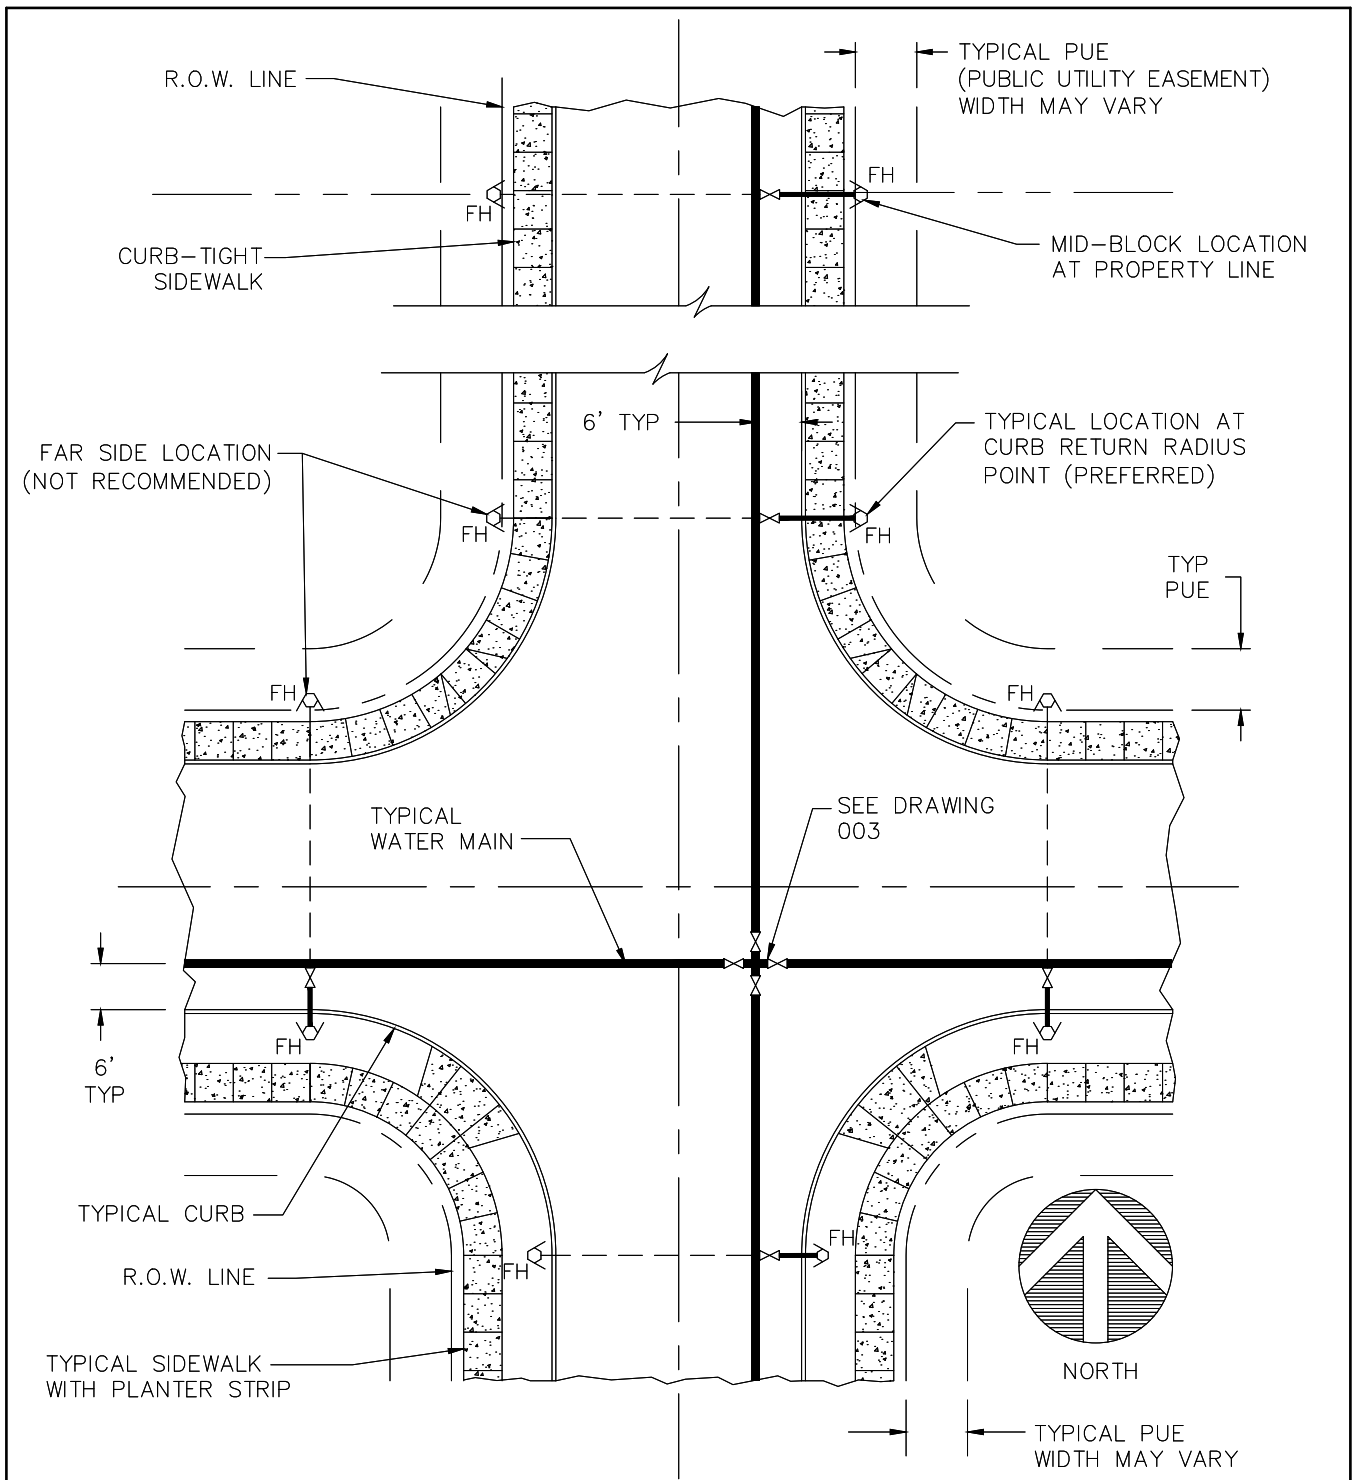 R.O.W. LINE
TYPICAL PUE
(PUBLIC UTILITY EASEMENT)
WIDTH MAY VARY
FH
FH
CURB-TIGHT
SIDEWALK
MID-BLOCK LOCATION
AT PROPERTY LINE
6' TYP
TYPICAL LOCATION AT
CURB RETURN RADIUS
POINT (PREFERRED)
FAR SIDE LOCATION
(NOT RECOMMENDED)
FH
FH
TYP
PUE
FH
FH
TYPICAL
WATER MAIN
SEE DRAWING
003
FH
FH
6'
TYP
TYPICAL CURB
FH
FH
R.O.W. LINE
TYPICAL SIDEWALK
WITH PLANTER STRIP
NORTH
TYPICAL PUE
WIDTH MAY VARY